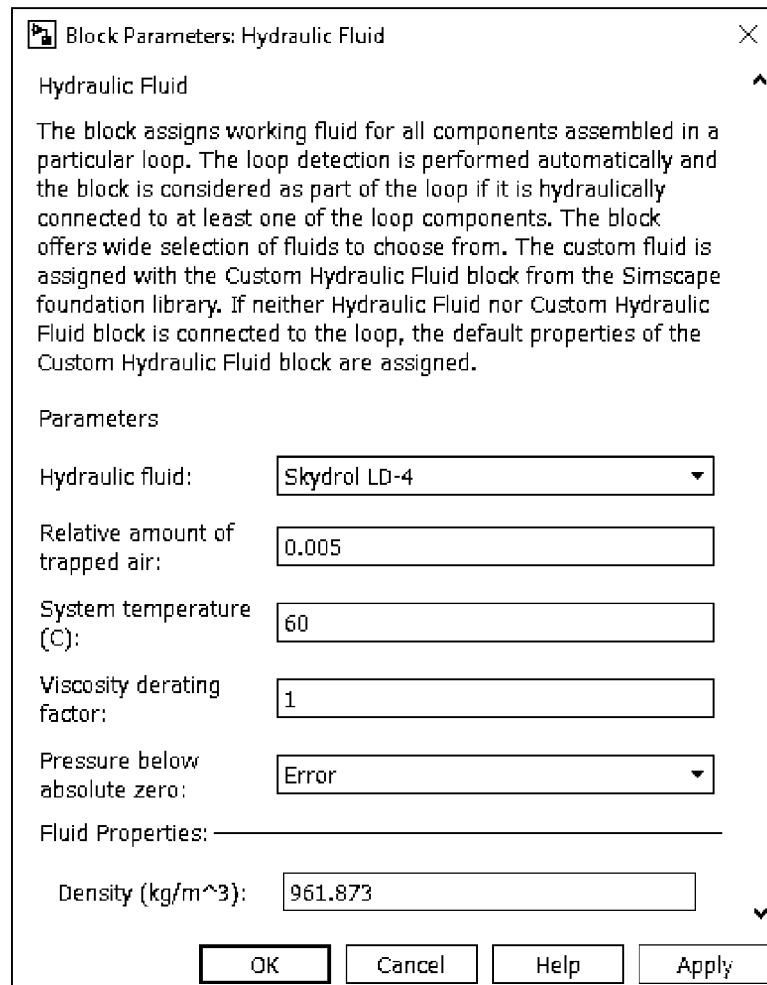 Block Parameters: Hydraulic Fluid
Hydraulic Fluid
The block assigns working fluid for all components assembled in a
particular loop. The loop detection is performed automatically and
the block is considered as part of the loop if it is hydraulically
connected to at least one of the loop components. The block
offers wide selection of fluids to choose from. The custom fluid is
assigned with the Custom Hydraulic Fluid block from the Simscape
foundation library. If neither Hydraulic Fluid nor Custom Hydraulic
Fluid block is connected to the loop, the default properties of the
Custom Hydraulic Fluid block are assigned.
Parameters
Hydraulic fluid: Skydrol LD-4
Relative amount of
trapped air: 0.005
System temperature
(C): 60
Viscosity derating
factor: 1
Pressure below
absolute zero: Error
Fluid Properties:
Density (kg/m^3): 961.873
OK Cancel Help Apply